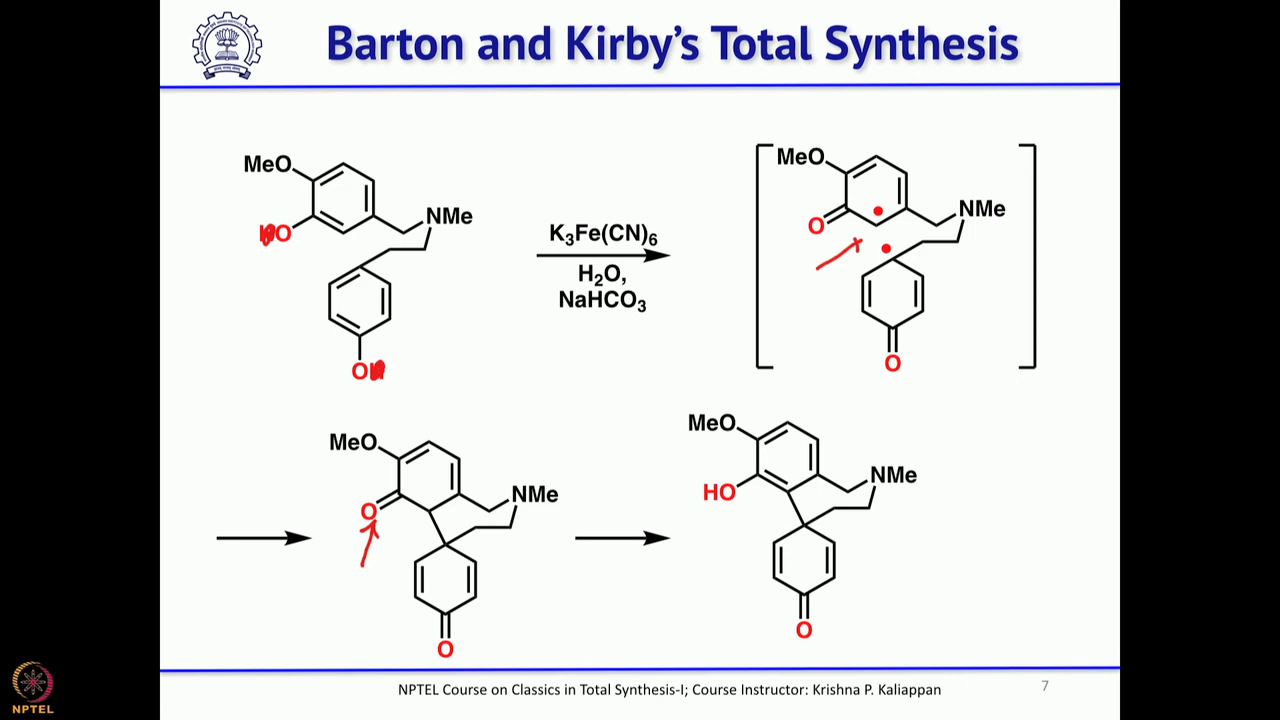 Barton and Kirby's Total Synthesis
MeO
HO
NMe
OH
K3Fe(CN)6
H2O,
NaHCO3
MeO
O
NMe
O
MeO
O
NMe
O
MeO
HO
NMe
O
NPTEL Course on Classics in Total Synthesis-I; Course Instructor: Krishna P. Kaliappan
7
NPTEL